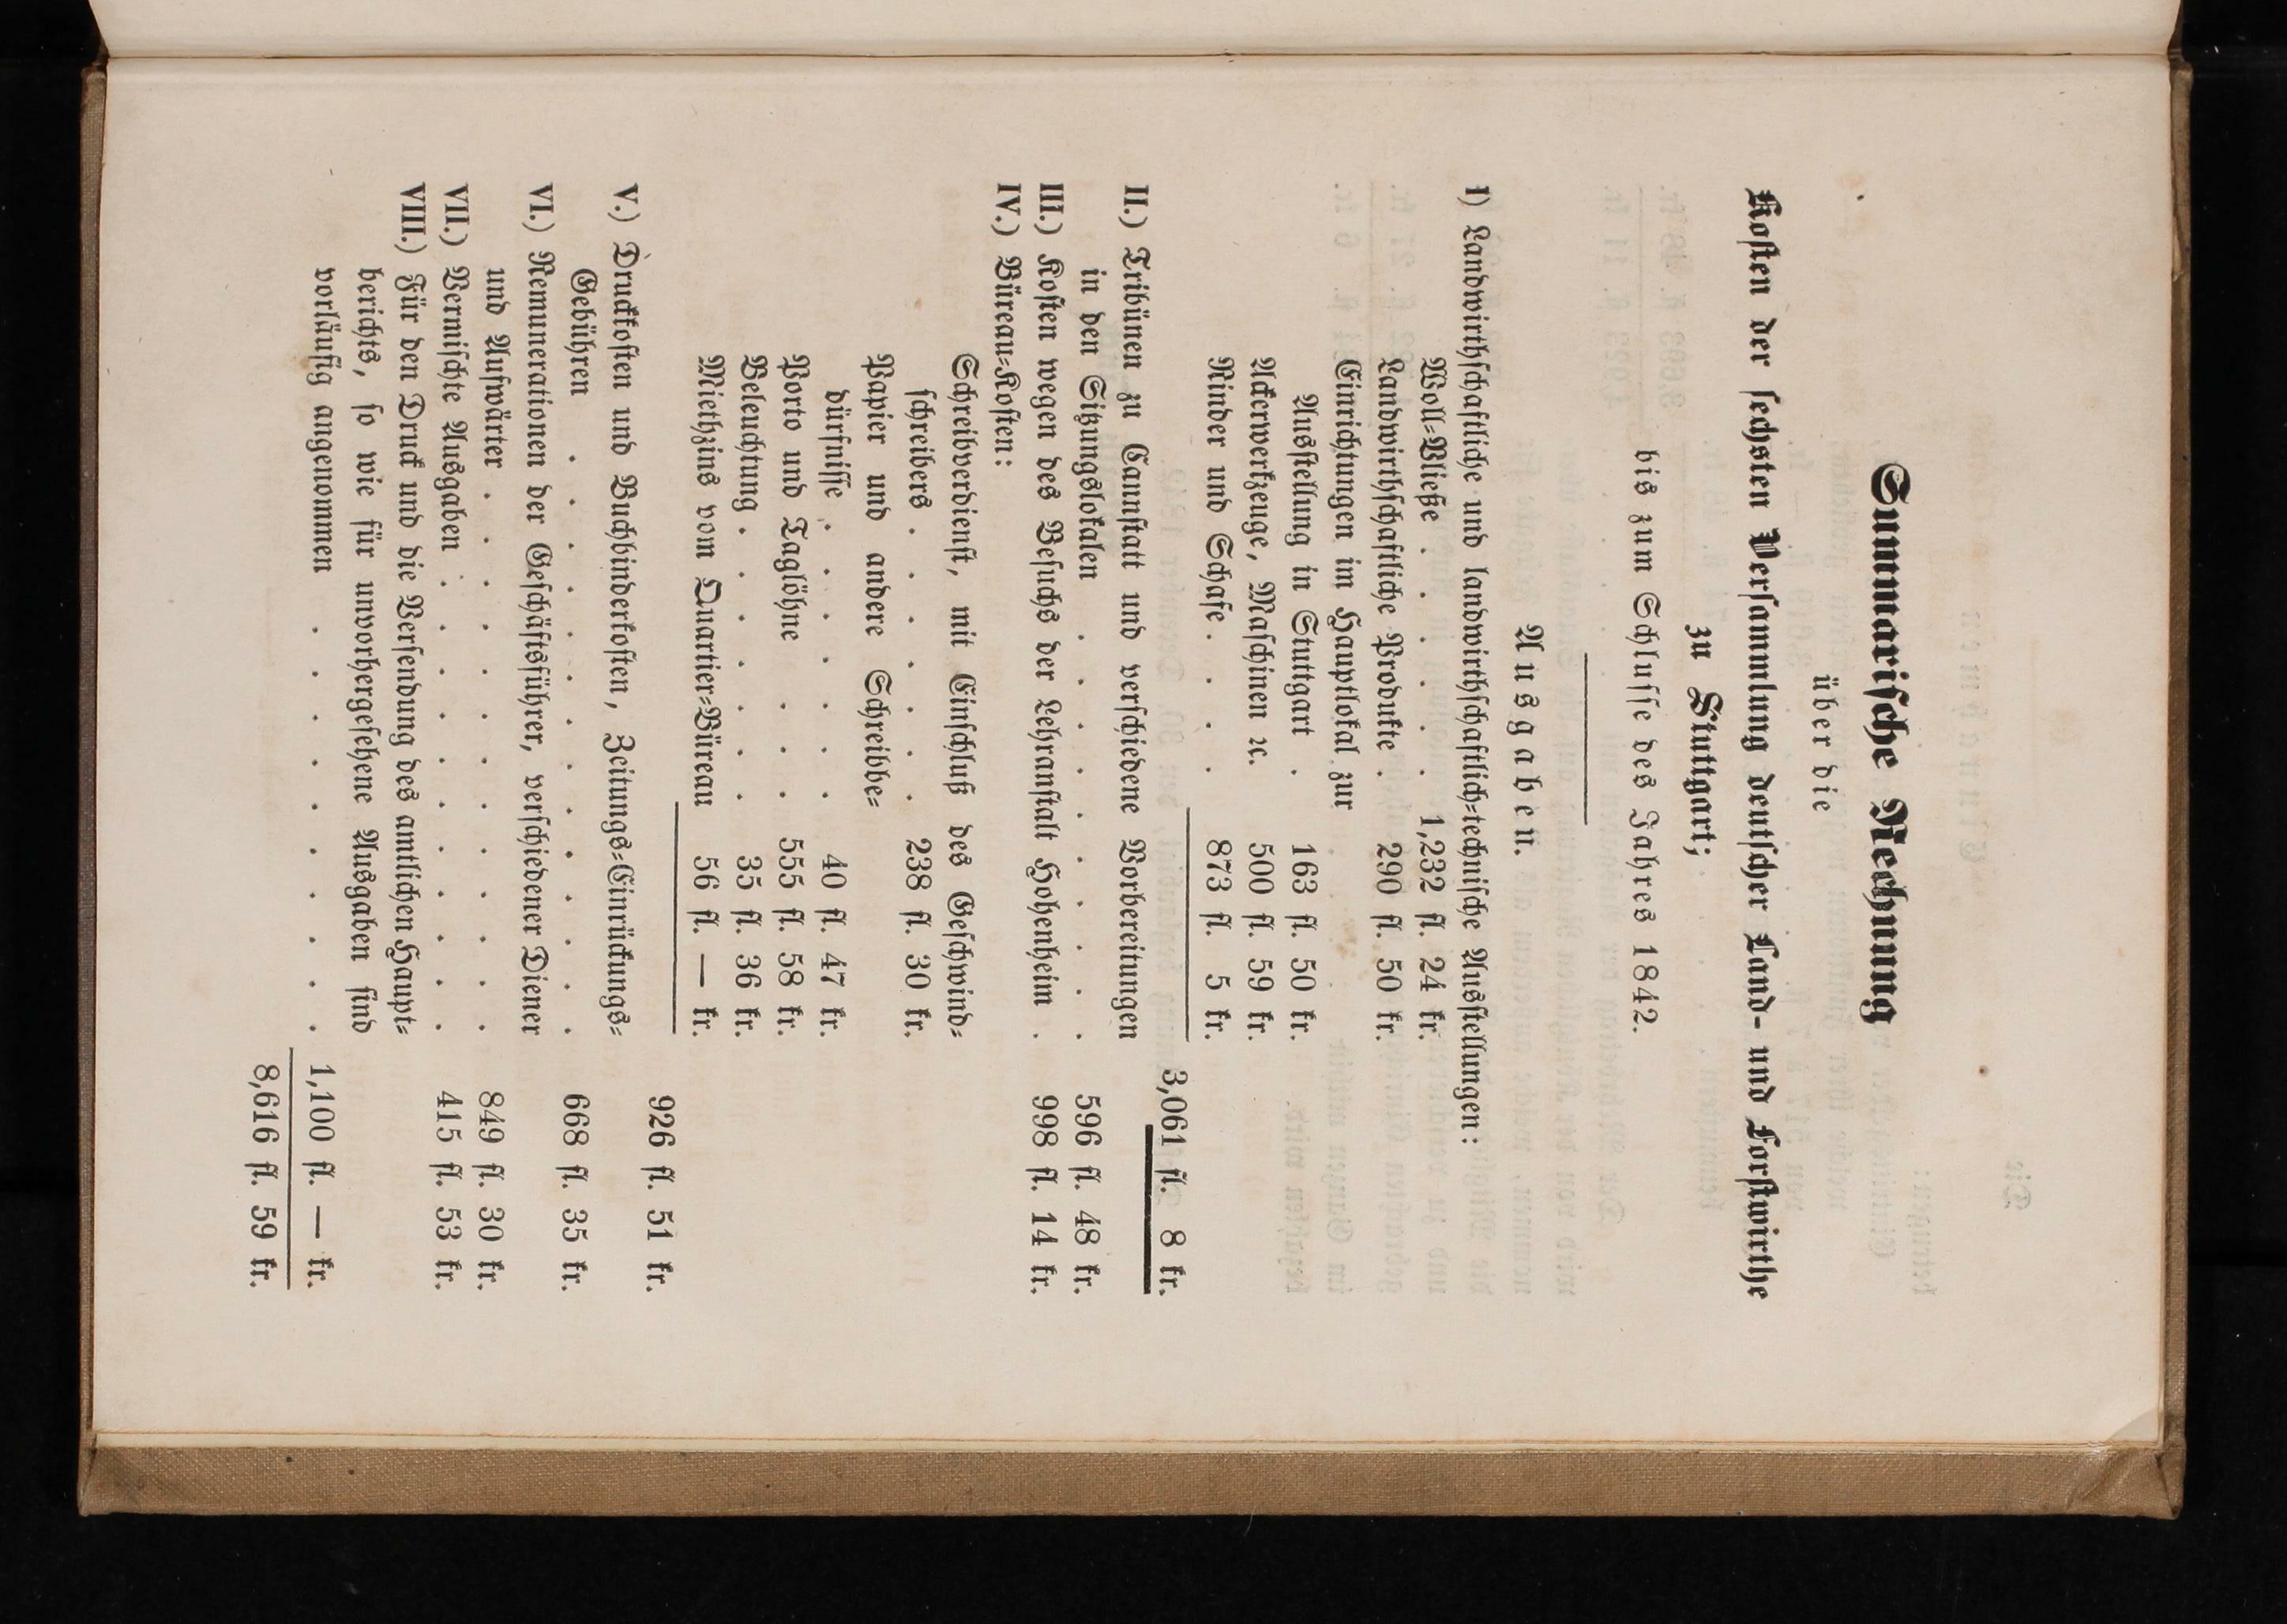 Summarische Rechnung
über die
Kosten der sechsten Versammlung deutscher Land- und Forstwirthe
zu Stuttgart;
bis zum Schlusse des Jahres 1842.
Ausgaben.
I) Landwirthschaftliche und landwirthschaftlich-technische Ausstellungen:
Woll-Vließe . . . . . . 1,232 fl. 24 kr.
Landwirthschaftliche Produkte . 290 fl. 50 kr.
Einrichtungen im Hauptlokal zur
Ausstellung in Stuttgart . 163 fl. 50 kr.
Ackerwerkzeuge, Maschinen ꝛc. 500 fl. 59 kr.
Rinder und Schafe . . . . 873 fl. 5 kr.
3,061 fl. 8 kr.
II.) Tribünen zu Cannstatt und verschiedene Vorbereitungen
in den Sitzungslokalen . . . . . . . . . . 596 fl. 48 kr.
III.) Kosten wegen des Besuchs der Lehranstalt Hohenheim . 998 fl. 14 kr.
IV.) Büreau-Kosten:
Schreibverdienst, mit Einschluß des Geschwind-
schreibers . . . . . . . 238 fl. 30 kr.
Papier und andere Schreibbe-
dürfnisse . . . . . . . 40 fl. 47 kr.
Porto und Taglöhne . . . 555 fl. 58 kr.
Beleuchtung . . . . . . . 35 fl. 36 kr.
Miethzins vom Quartier-Büreau 56 fl. — kr.
926 fl. 51 kr.
V.) Druckkosten und Buchbinderkosten, Zeitungs-Einrückungs-
Gebühren . . . . . . . . . . . . . . 668 fl. 35 kr.
VI.) Remunerationen der Geschäftsführer, verschiedener Diener
und Aufwärter . . . . . . . . . . . . . 849 fl. 30 kr.
VII.) Vermischte Ausgaben . . . . . . . . . . . 415 fl. 53 kr.
VIII.) Für den Druck und die Versendung des amtlichen Haupt-
berichts, so wie für unvorhergesehene Ausgaben sind
vorläufig angenommen . . . . . . . . . . 1,100 fl. — kr.
8,616 fl. 59 kr.